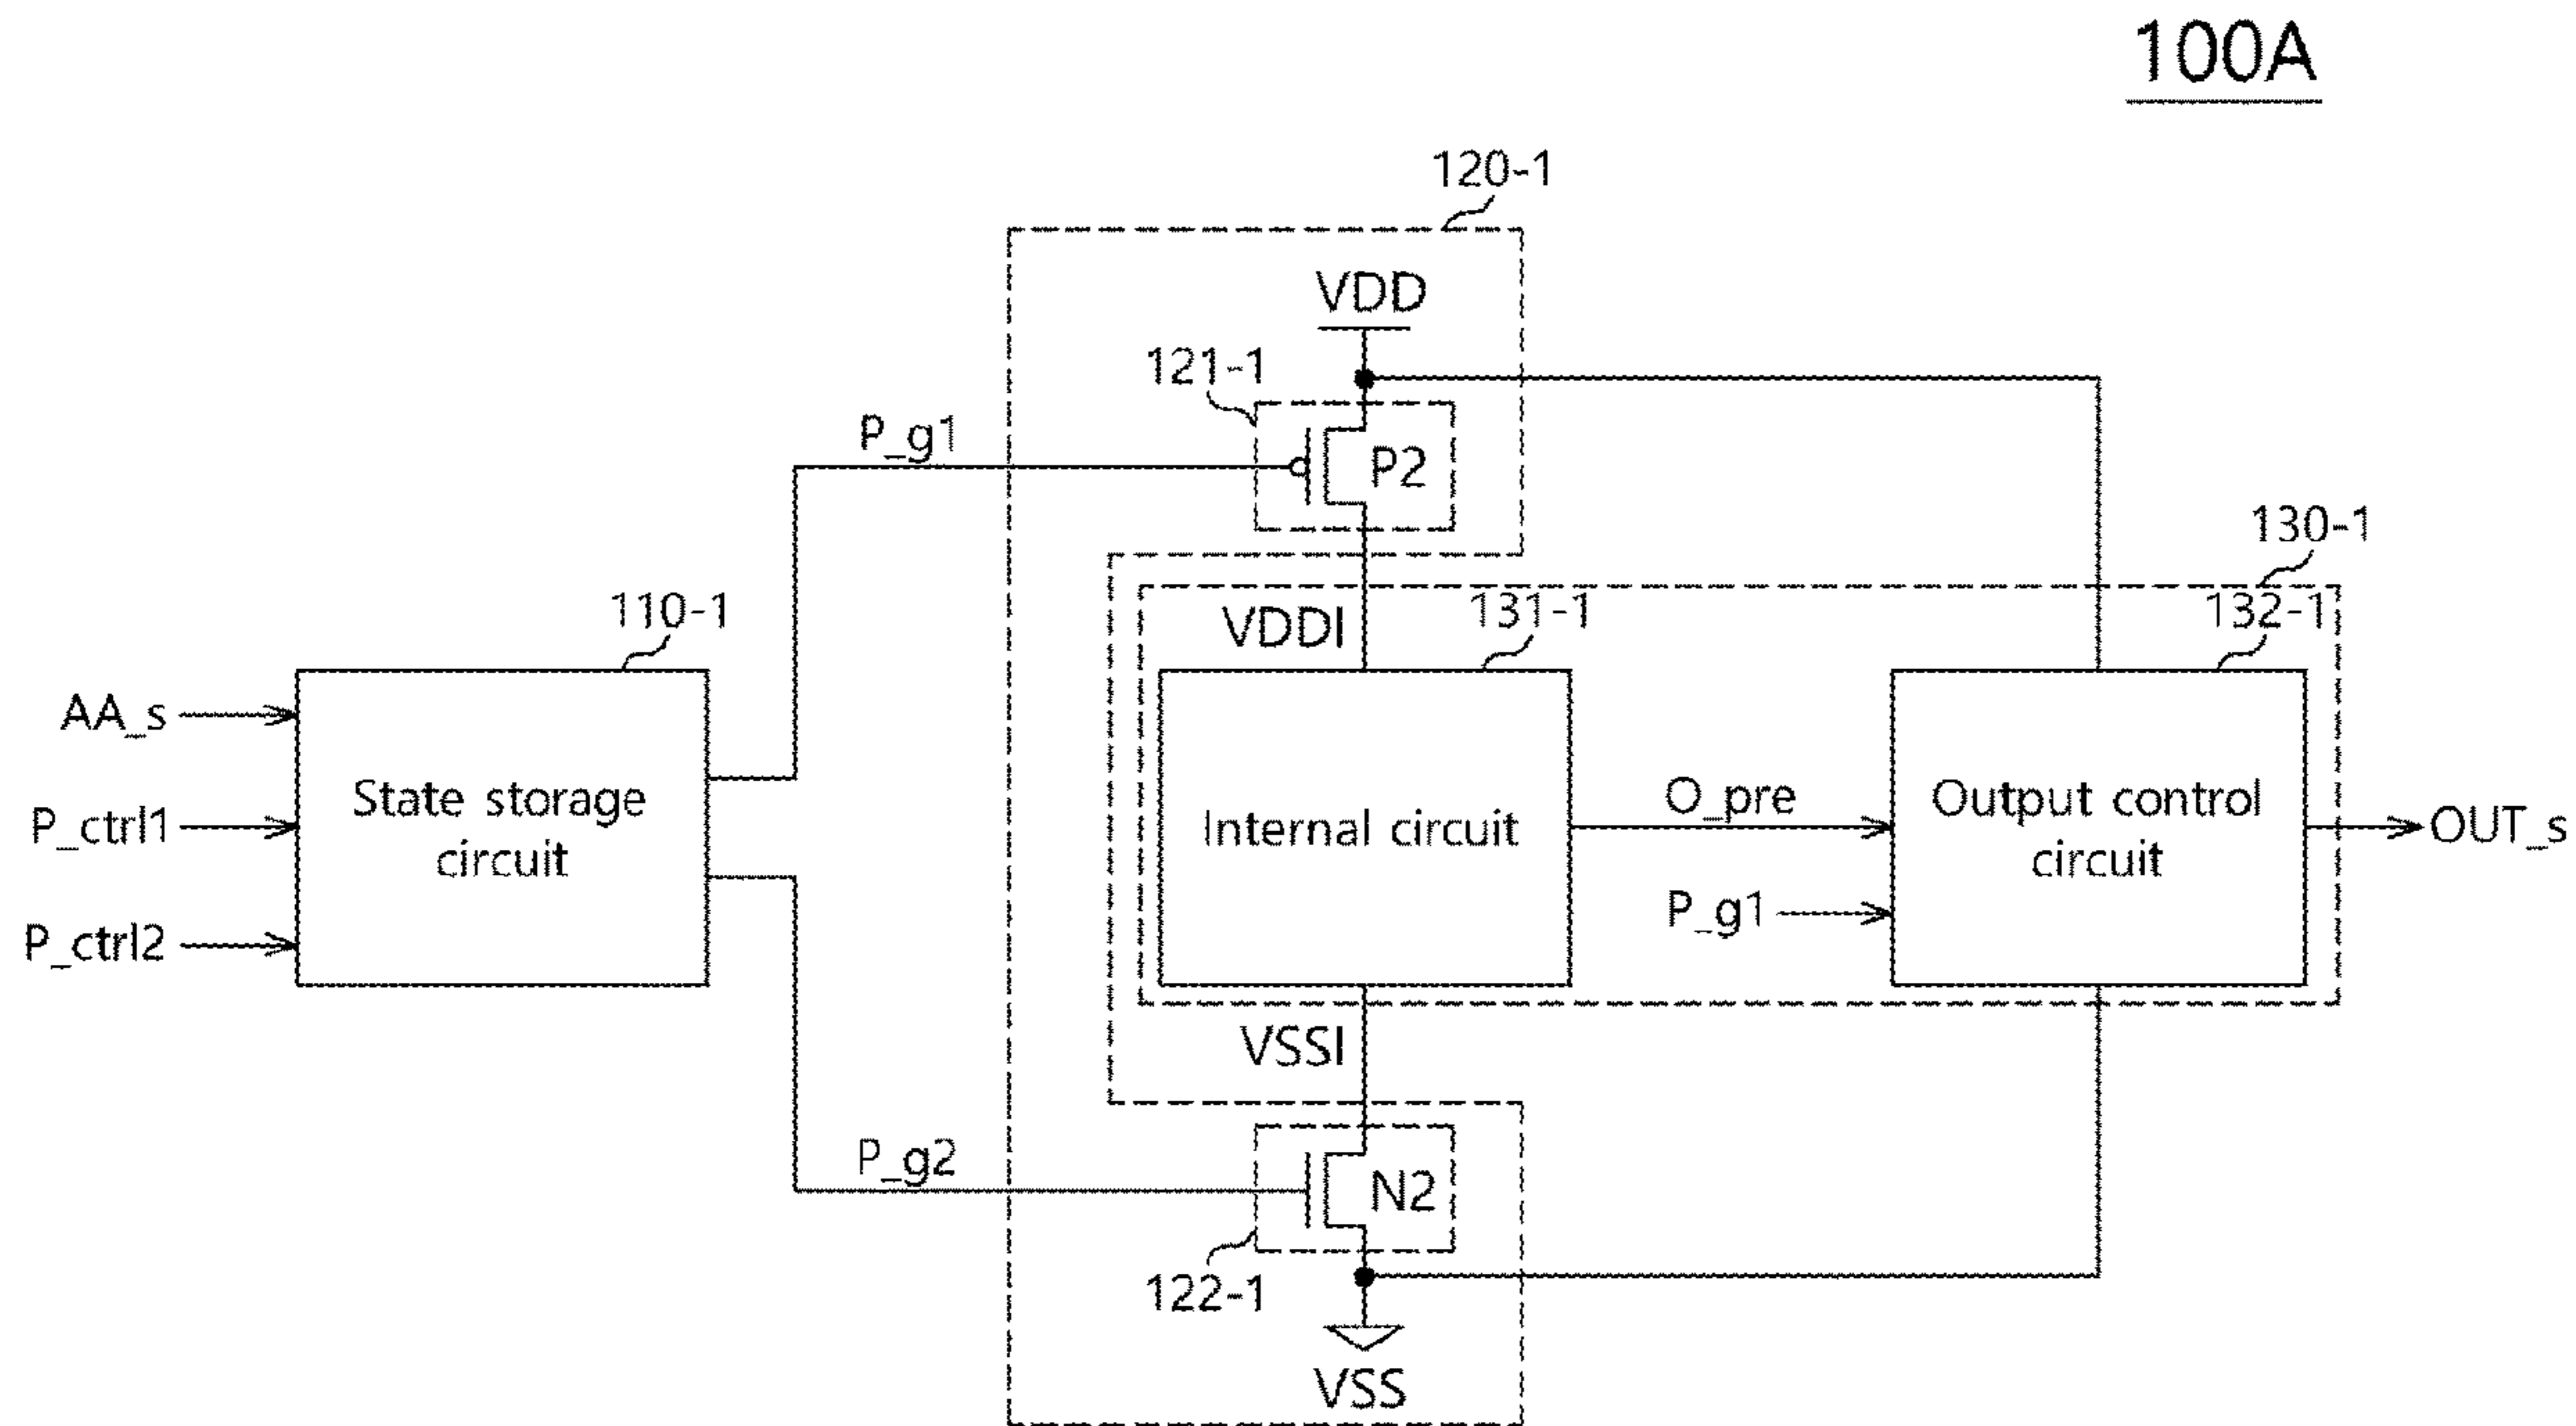 100A
120-1
VDD
121-1
P_g1
P2
130-1
110-1
VDDI
131-1
132-1
AA_s
P_ctrl1
P_ctrl2
State storage
circuit
Internal circuit
O_pre
P_g1
Output control
circuit
OUT_s
VSSI
P_g2
N2
122-1
VSS